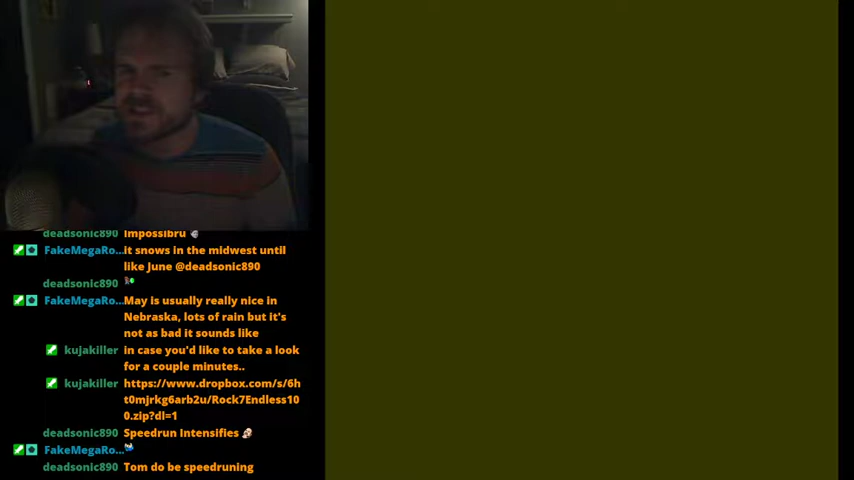 deadsonic890 Impossibru
FakeMegaRo... it snows in the midwest until
like June @deadsonic890
deadsonic890
FakeMegaRo... May is usually really nice in
Nebraska, lots of rain but it's
not as bad it sounds like
kujakiller in case you'd like to take a look
for a couple minutes..
kujakiller https://www.dropbox.com/s/6h
t0mjrkg6arb2u/Rock7Endless10
0.zip?dl=1
deadsonic890 Speedrun Intensifies
FakeMegaRo...
deadsonic890 Tom do be speedruning